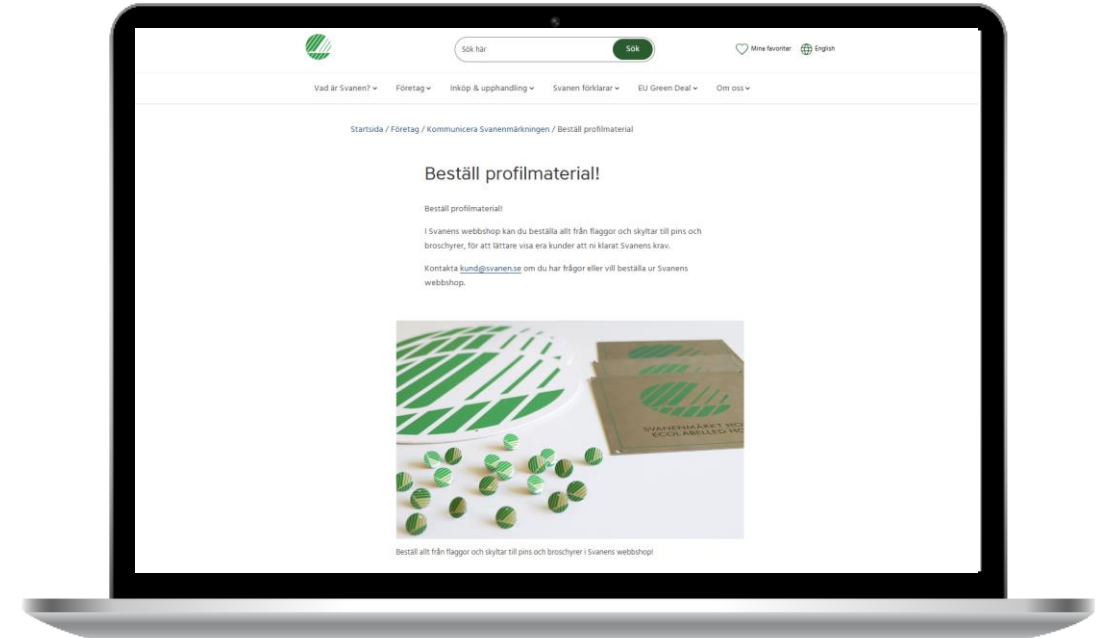 Sök här
Sök
Mina favoriter
English
Vad är Svanen?
Företag
Inköp & upphandling
Svanen förklarar
EU Green Deal
Om oss
Startsida / Företag / Kommunicera Svanenmärkningen / Beställ profilmaterial
Beställ profilmaterial!
Beställ profilmaterial!
I Svanens webbshop kan du beställa allt från flaggor och skyltar till pins och
broschyrer, för att lättare visa era kunder att ni klarat Svanens krav.
Kontakta kund@svanen.se om du har frågor eller vill beställa ur Svanens
webbshop.
SVANENMÄRKT HO
ECOLABELLED HO
Beställ allt från flaggor och skyltar till pins och broschyrer i Svanens webbshop!